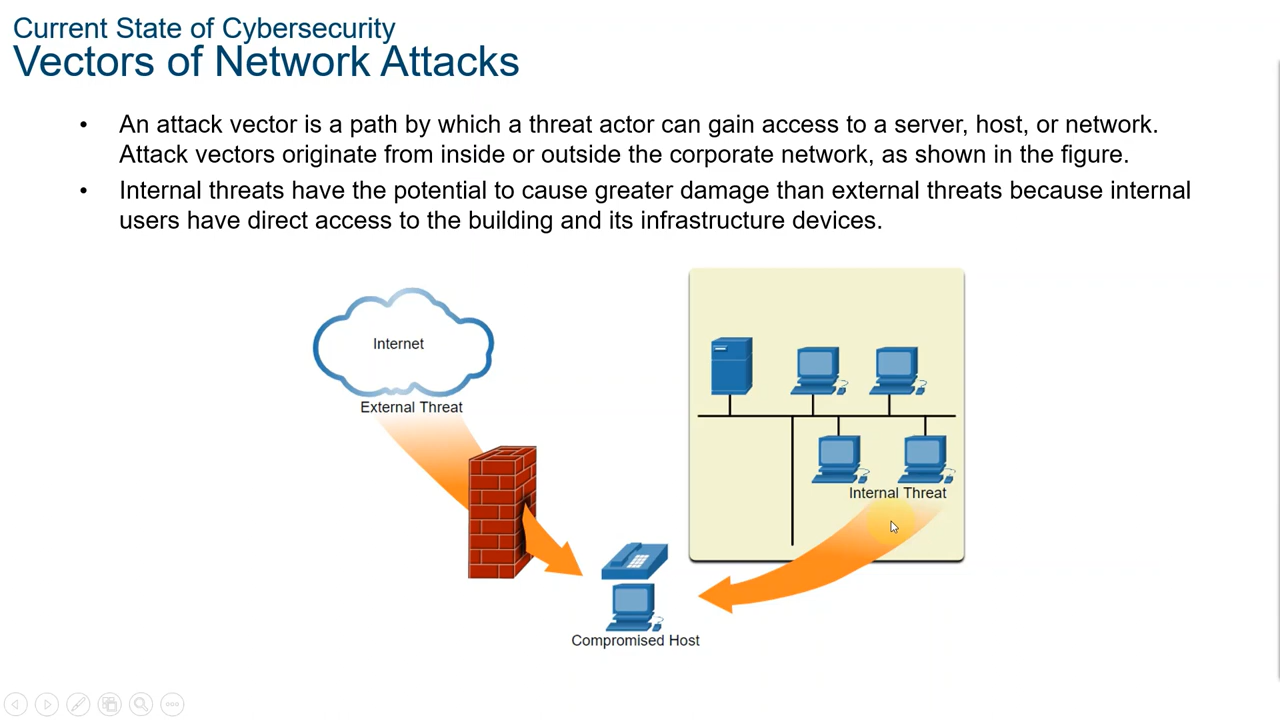 Current State of Cybersecurity
Vectors of Network Attacks
• An attack vector is a path by which a threat actor can gain access to a server, host, or network.
Attack vectors originate from inside or outside the corporate network, as shown in the figure.
• Internal threats have the potential to cause greater damage than external threats because internal
users have direct access to the building and its infrastructure devices.
Internet
External Threat
Internal Threat
Compromised Host